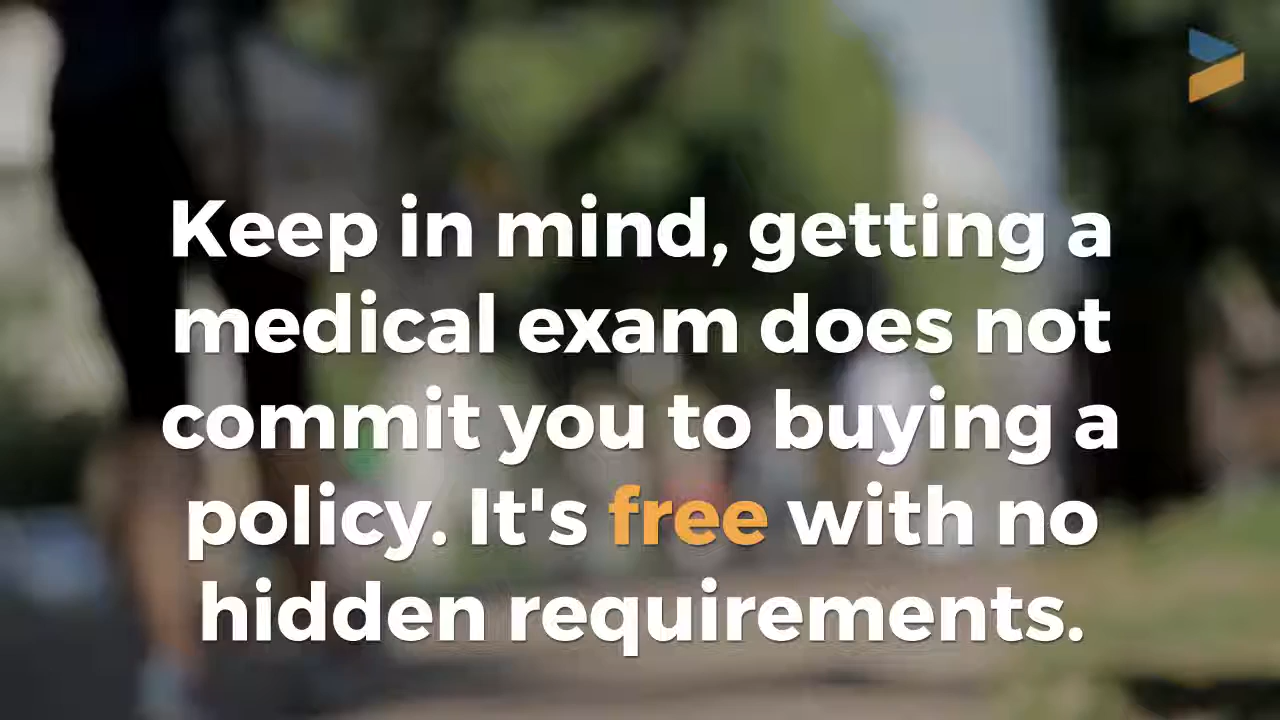 Keep in mind, getting a
medical exam does not
commit you to buying a
policy. It's free with no
hidden requirements.